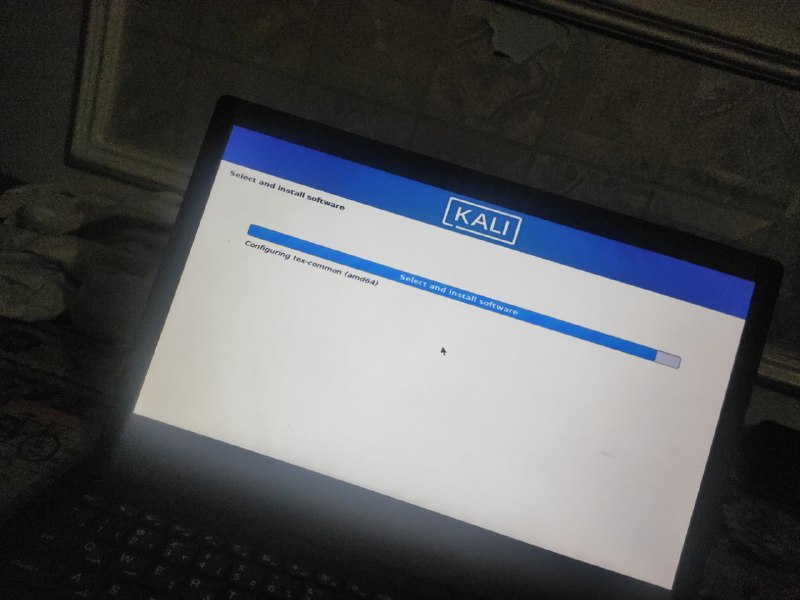 Select and install software
KALI
Select and install software
Configuring tex-common (amd64)